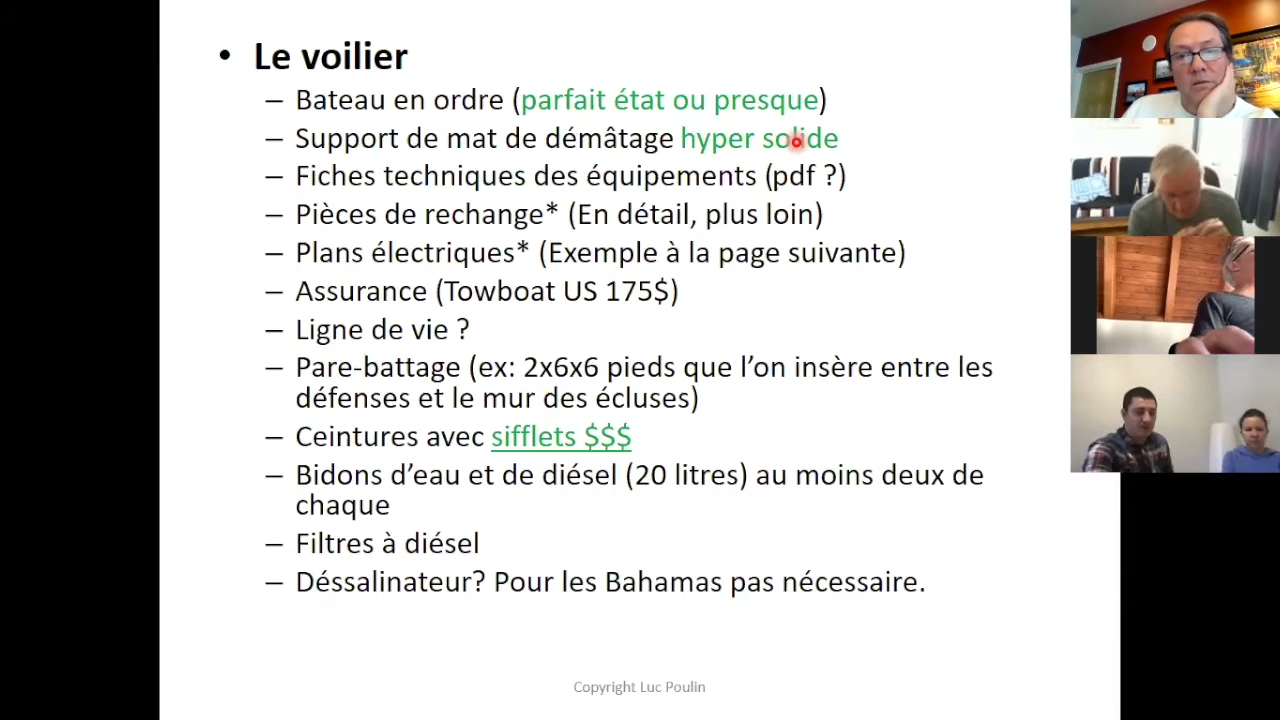 • Le voilier
– Bateau en ordre (parfait état ou presque)
– Support de mat de démâtage hyper solide
– Fiches techniques des équipements (pdf ?)
– Pièces de rechange* (En détail, plus loin)
– Plans électriques* (Exemple à la page suivante)
– Assurance (Towboat US 175$)
– Ligne de vie ?
– Pare-battage (ex: 2x6x6 pieds que l’on insère entre les
défenses et le mur des écluses)
– Ceintures avec sifflets $$$
– Bidons d’eau et de diésel (20 litres) au moins deux de
chaque
– Filtres à diésel
– Déssalinateur? Pour les Bahamas pas nécessaire.
Copyright Luc Poulin